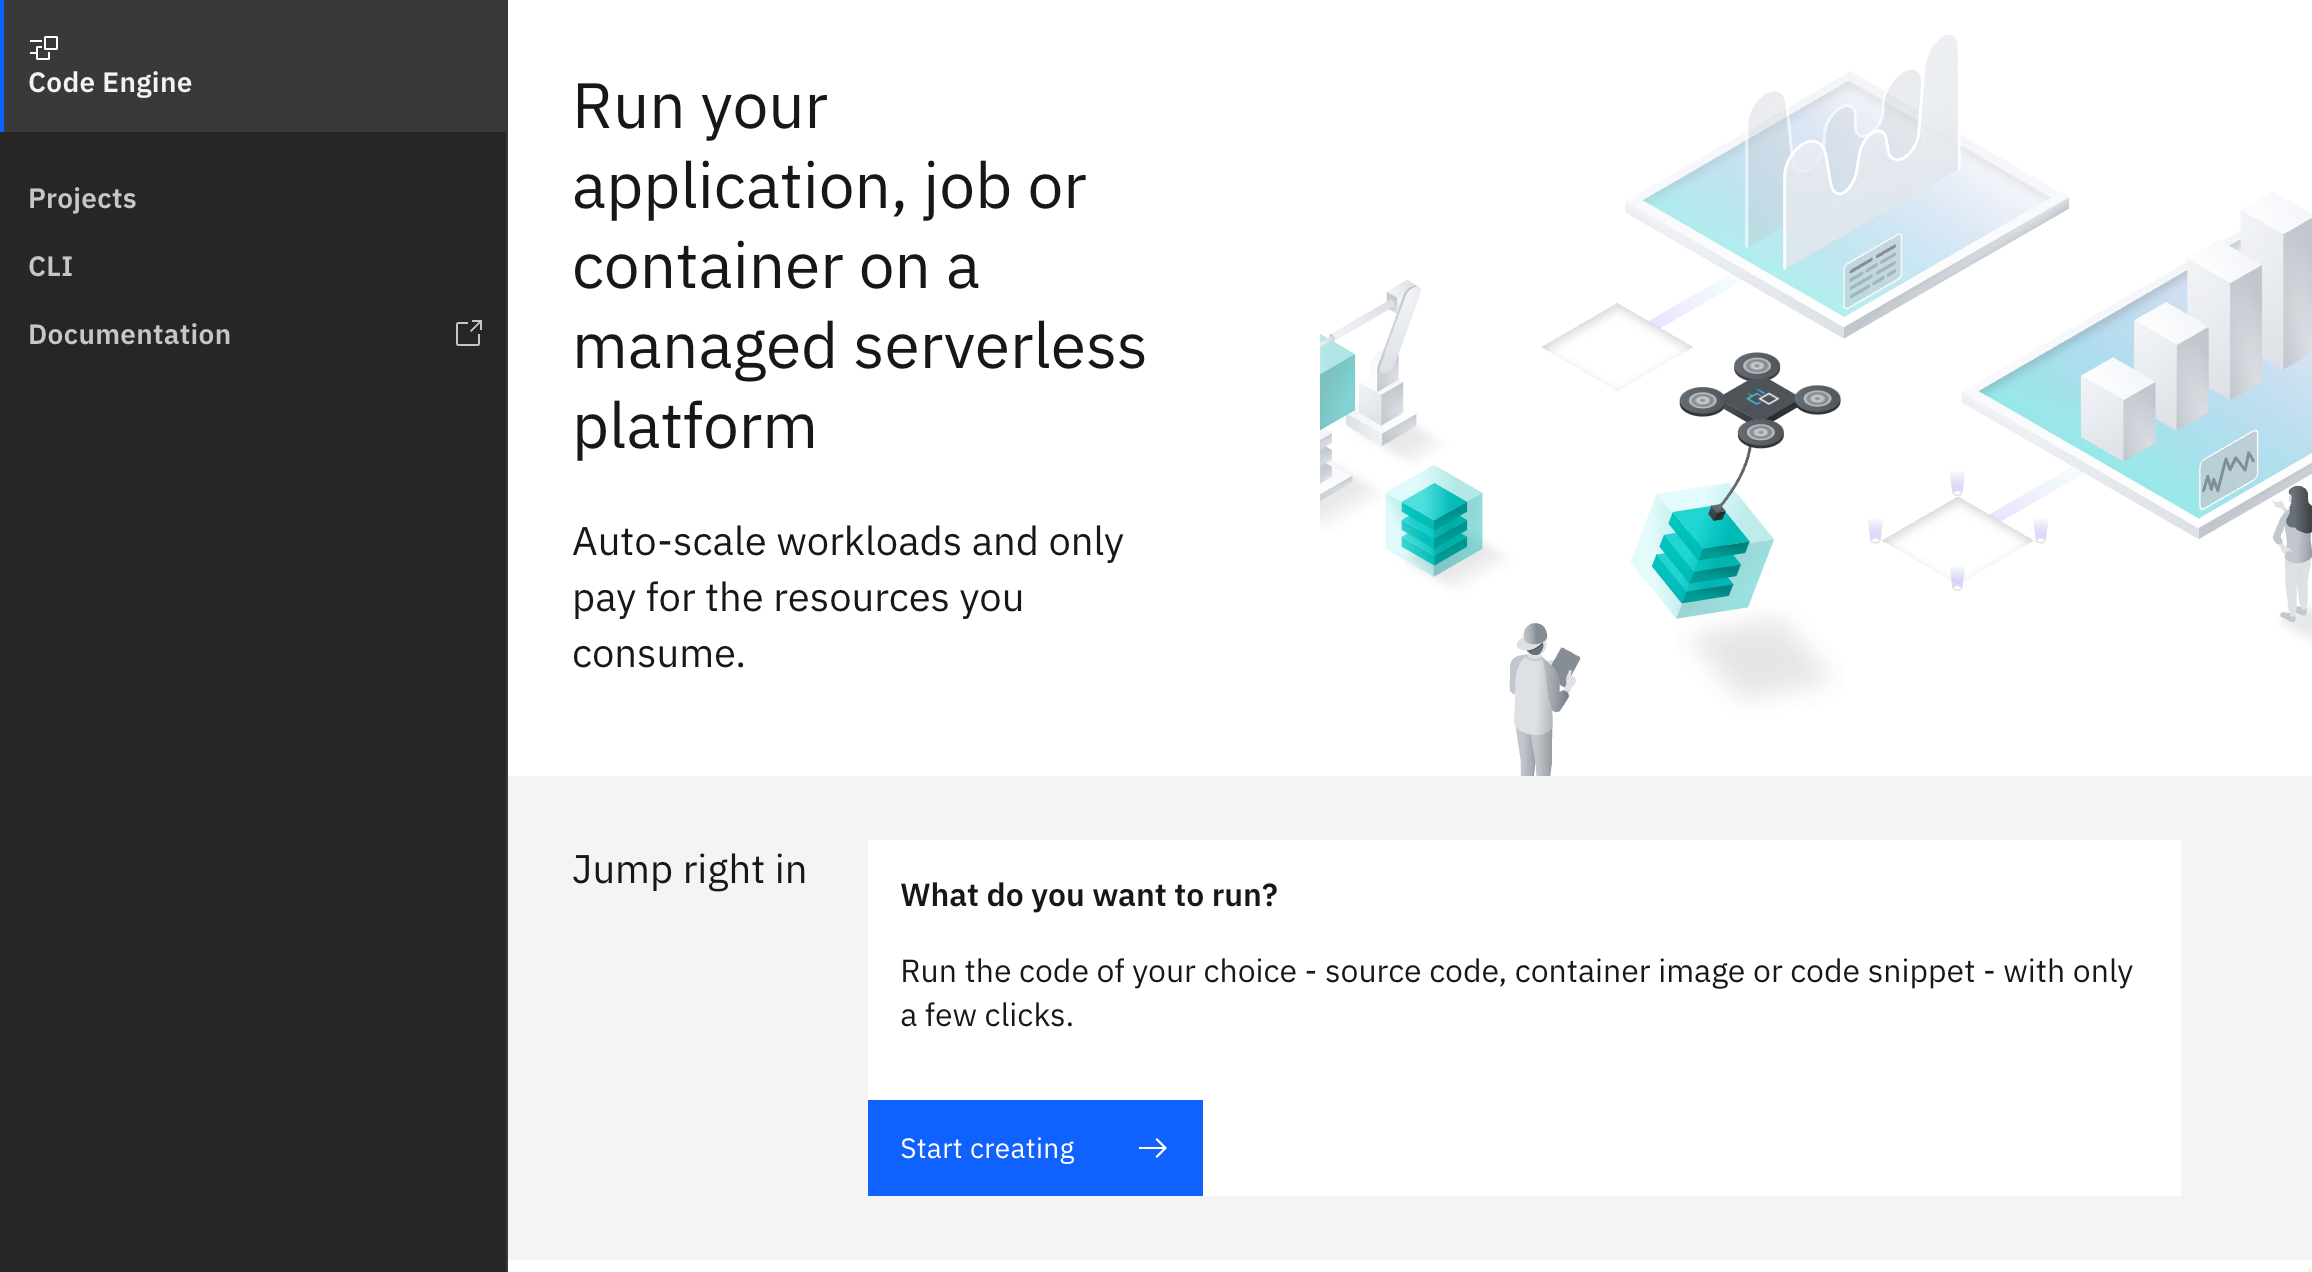 Code Engine
Projects
CLI
Documentation
Run your
application, job or
container on a
managed serverless
platform
Auto-scale workloads and only
pay for the resources you
consume.
Jump right in
What do you want to run?
Run the code of your choice - source code, container image or code snippet - with only
a few clicks.
Start creating